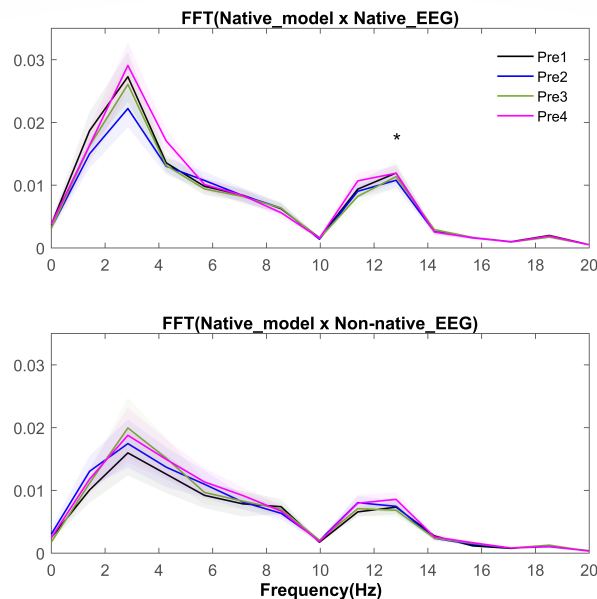 FFT(Native_model x Native_EEG)
0.03
0.02
0.01
0
Pre1
Pre2
Pre3
Pre4
*
0 2 4 6 8 10 12 14 16 18 20
FFT(Native_model x Non-native_EEG)
0.03
0.02
0.01
0
0 2 4 6 8 10 12 14 16 18 20
Frequency(Hz)